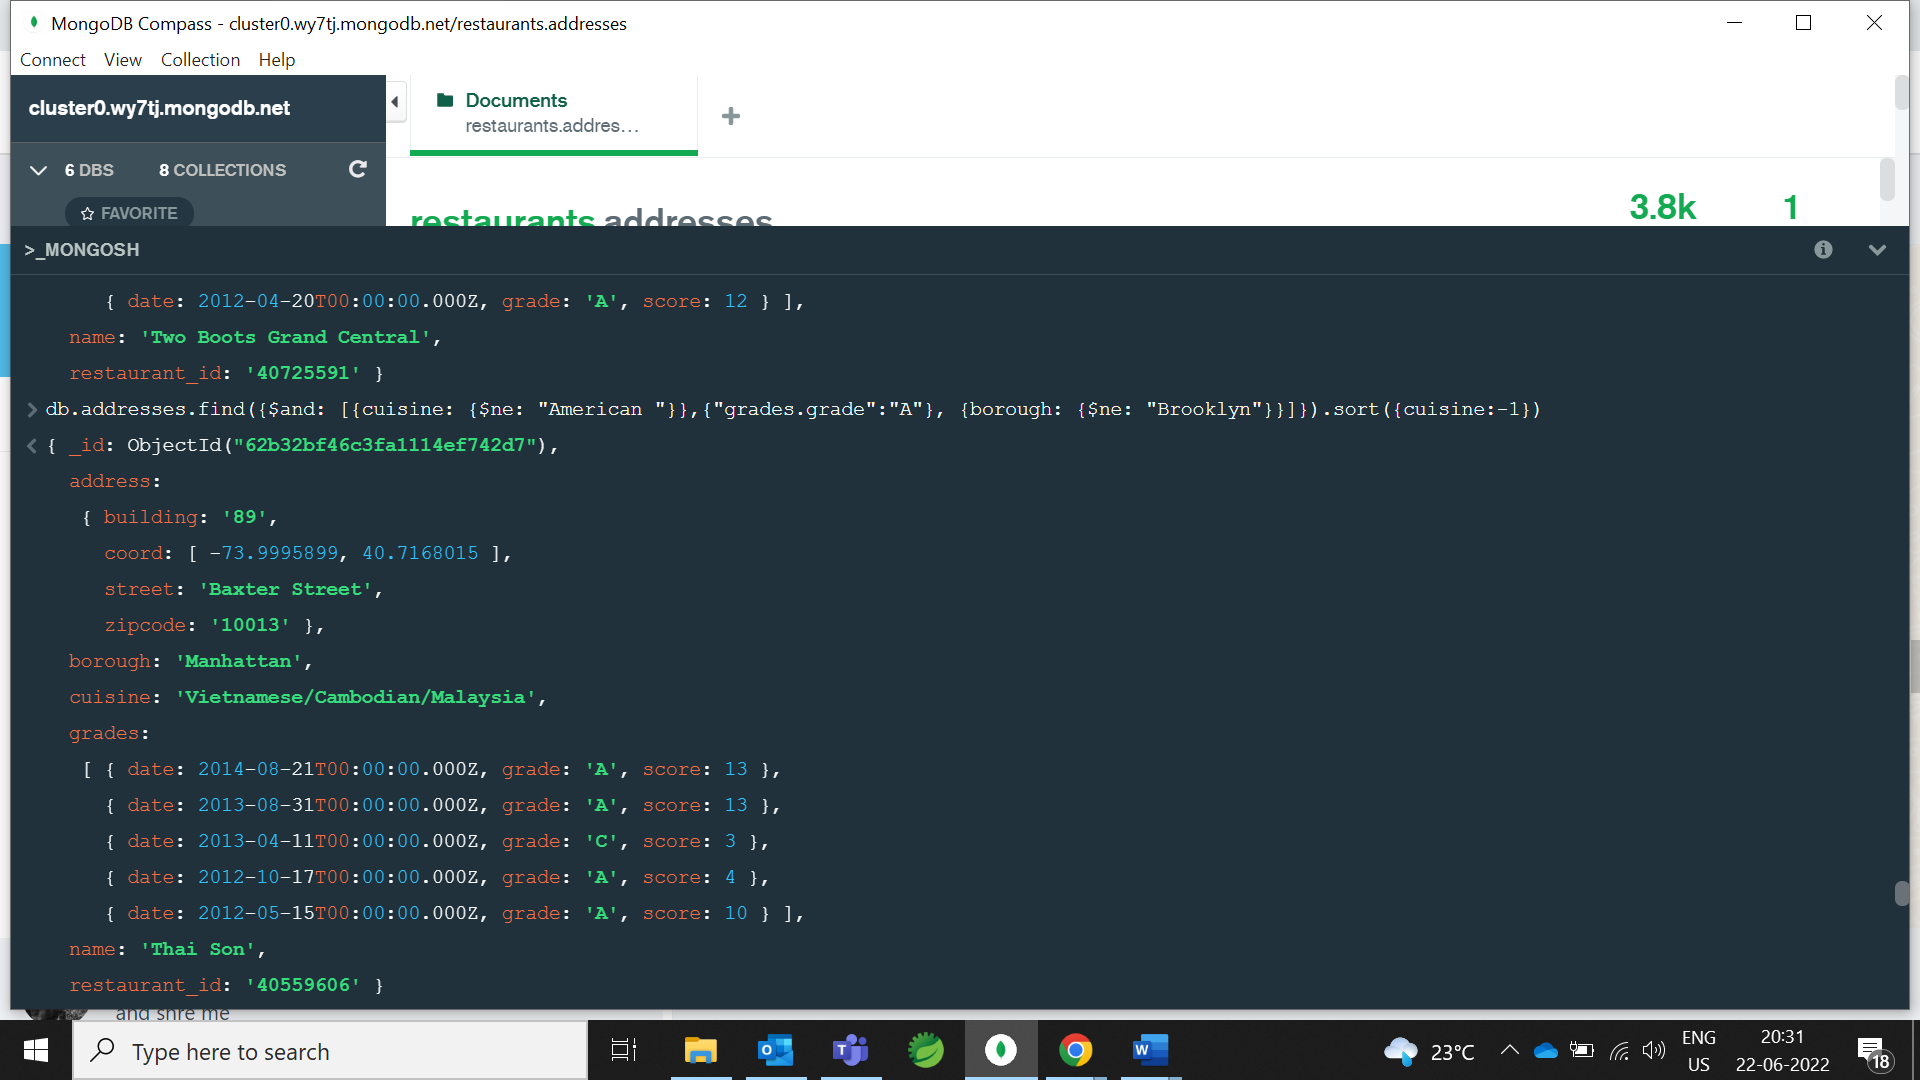 MongoDB Compass - cluster0.wy7tj.mongodb.net/restaurants.addresses
Connect View Collection Help
cluster0.wy7tj.mongodb.net
Documents
restaurants.addres...
6 DBS 8 COLLECTIONS
FAVORITE
restaurants.addresses
3.8k 1
>_MONGOSH
{ date: 2012-04-20T00:00:00.000Z, grade: 'A', score: 12 } ],
name: 'Two Boots Grand Central',
restaurant_id: '40725591' }
> db.addresses.find({$and: [{cuisine: {$ne: "American "}},{"grades.grade":"A"}, {borough: {$ne: "Brooklyn"}}]}).sort({cuisine:-1})
< { _id: ObjectId("62b32bf46c3fa1114ef742d7"),
address:
{ building: '89',
coord: [ -73.9995899, 40.7168015 ],
street: 'Baxter Street',
zipcode: '10013' },
borough: 'Manhattan',
cuisine: 'Vietnamese/Cambodian/Malaysia',
grades:
[ { date: 2014-08-21T00:00:00.000Z, grade: 'A', score: 13 },
{ date: 2013-08-31T00:00:00.000Z, grade: 'A', score: 13 },
{ date: 2013-04-11T00:00:00.000Z, grade: 'C', score: 3 },
{ date: 2012-10-17T00:00:00.000Z, grade: 'A', score: 4 },
{ date: 2012-05-15T00:00:00.000Z, grade: 'A', score: 10 } ],
name: 'Thai Son',
restaurant_id: '40559606' }
and shre me
Type here to search
23°C
ENG
US
20:31
22-06-2022
18